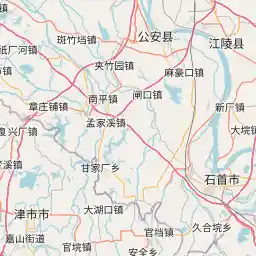 公安县
斑竹垱镇
江陵县
纸厂河镇
夹竹园镇
麻豪口镇
闸口镇
南平镇
章庄铺镇
新厂镇
孟家溪镇
复兴厂镇
大垸镇
甘家厂乡
石首市
大湖口镇
津市市
官垱镇
久合垸乡
嘉山街道
官垸镇
安全乡